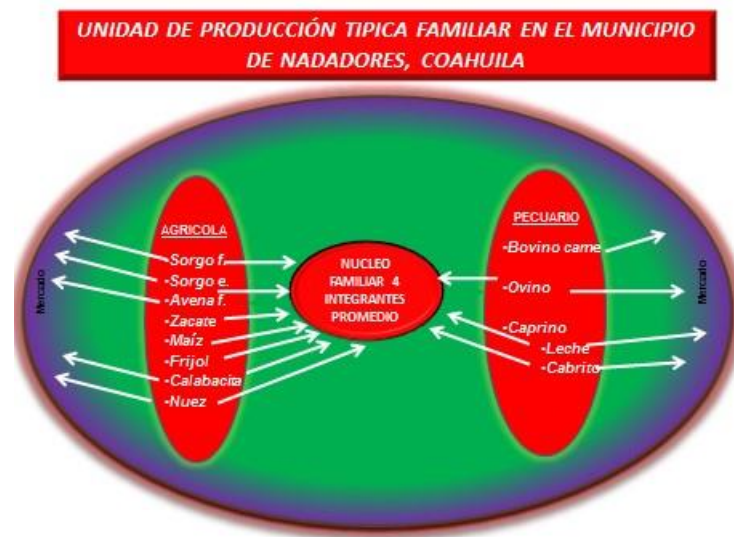 UNIDAD DE PRODUCCIÓN TIPICA FAMILIAR EN EL MUNICIPIO
DE NADADORES, COAHUILA
AGRICOLA
-Sorgo f.
-Sorgo e.
-Avena f.
-Zacate
-Maíz
-Frijol
-Calabacita
-Nuez
Mercado
NUCLEO
FAMILIAR 4
INTEGRANTES
PROMEDIO
PECUARIO
-Bovino carne
-Ovino
-Caprino
-Leche
-Cabrito
Mercado